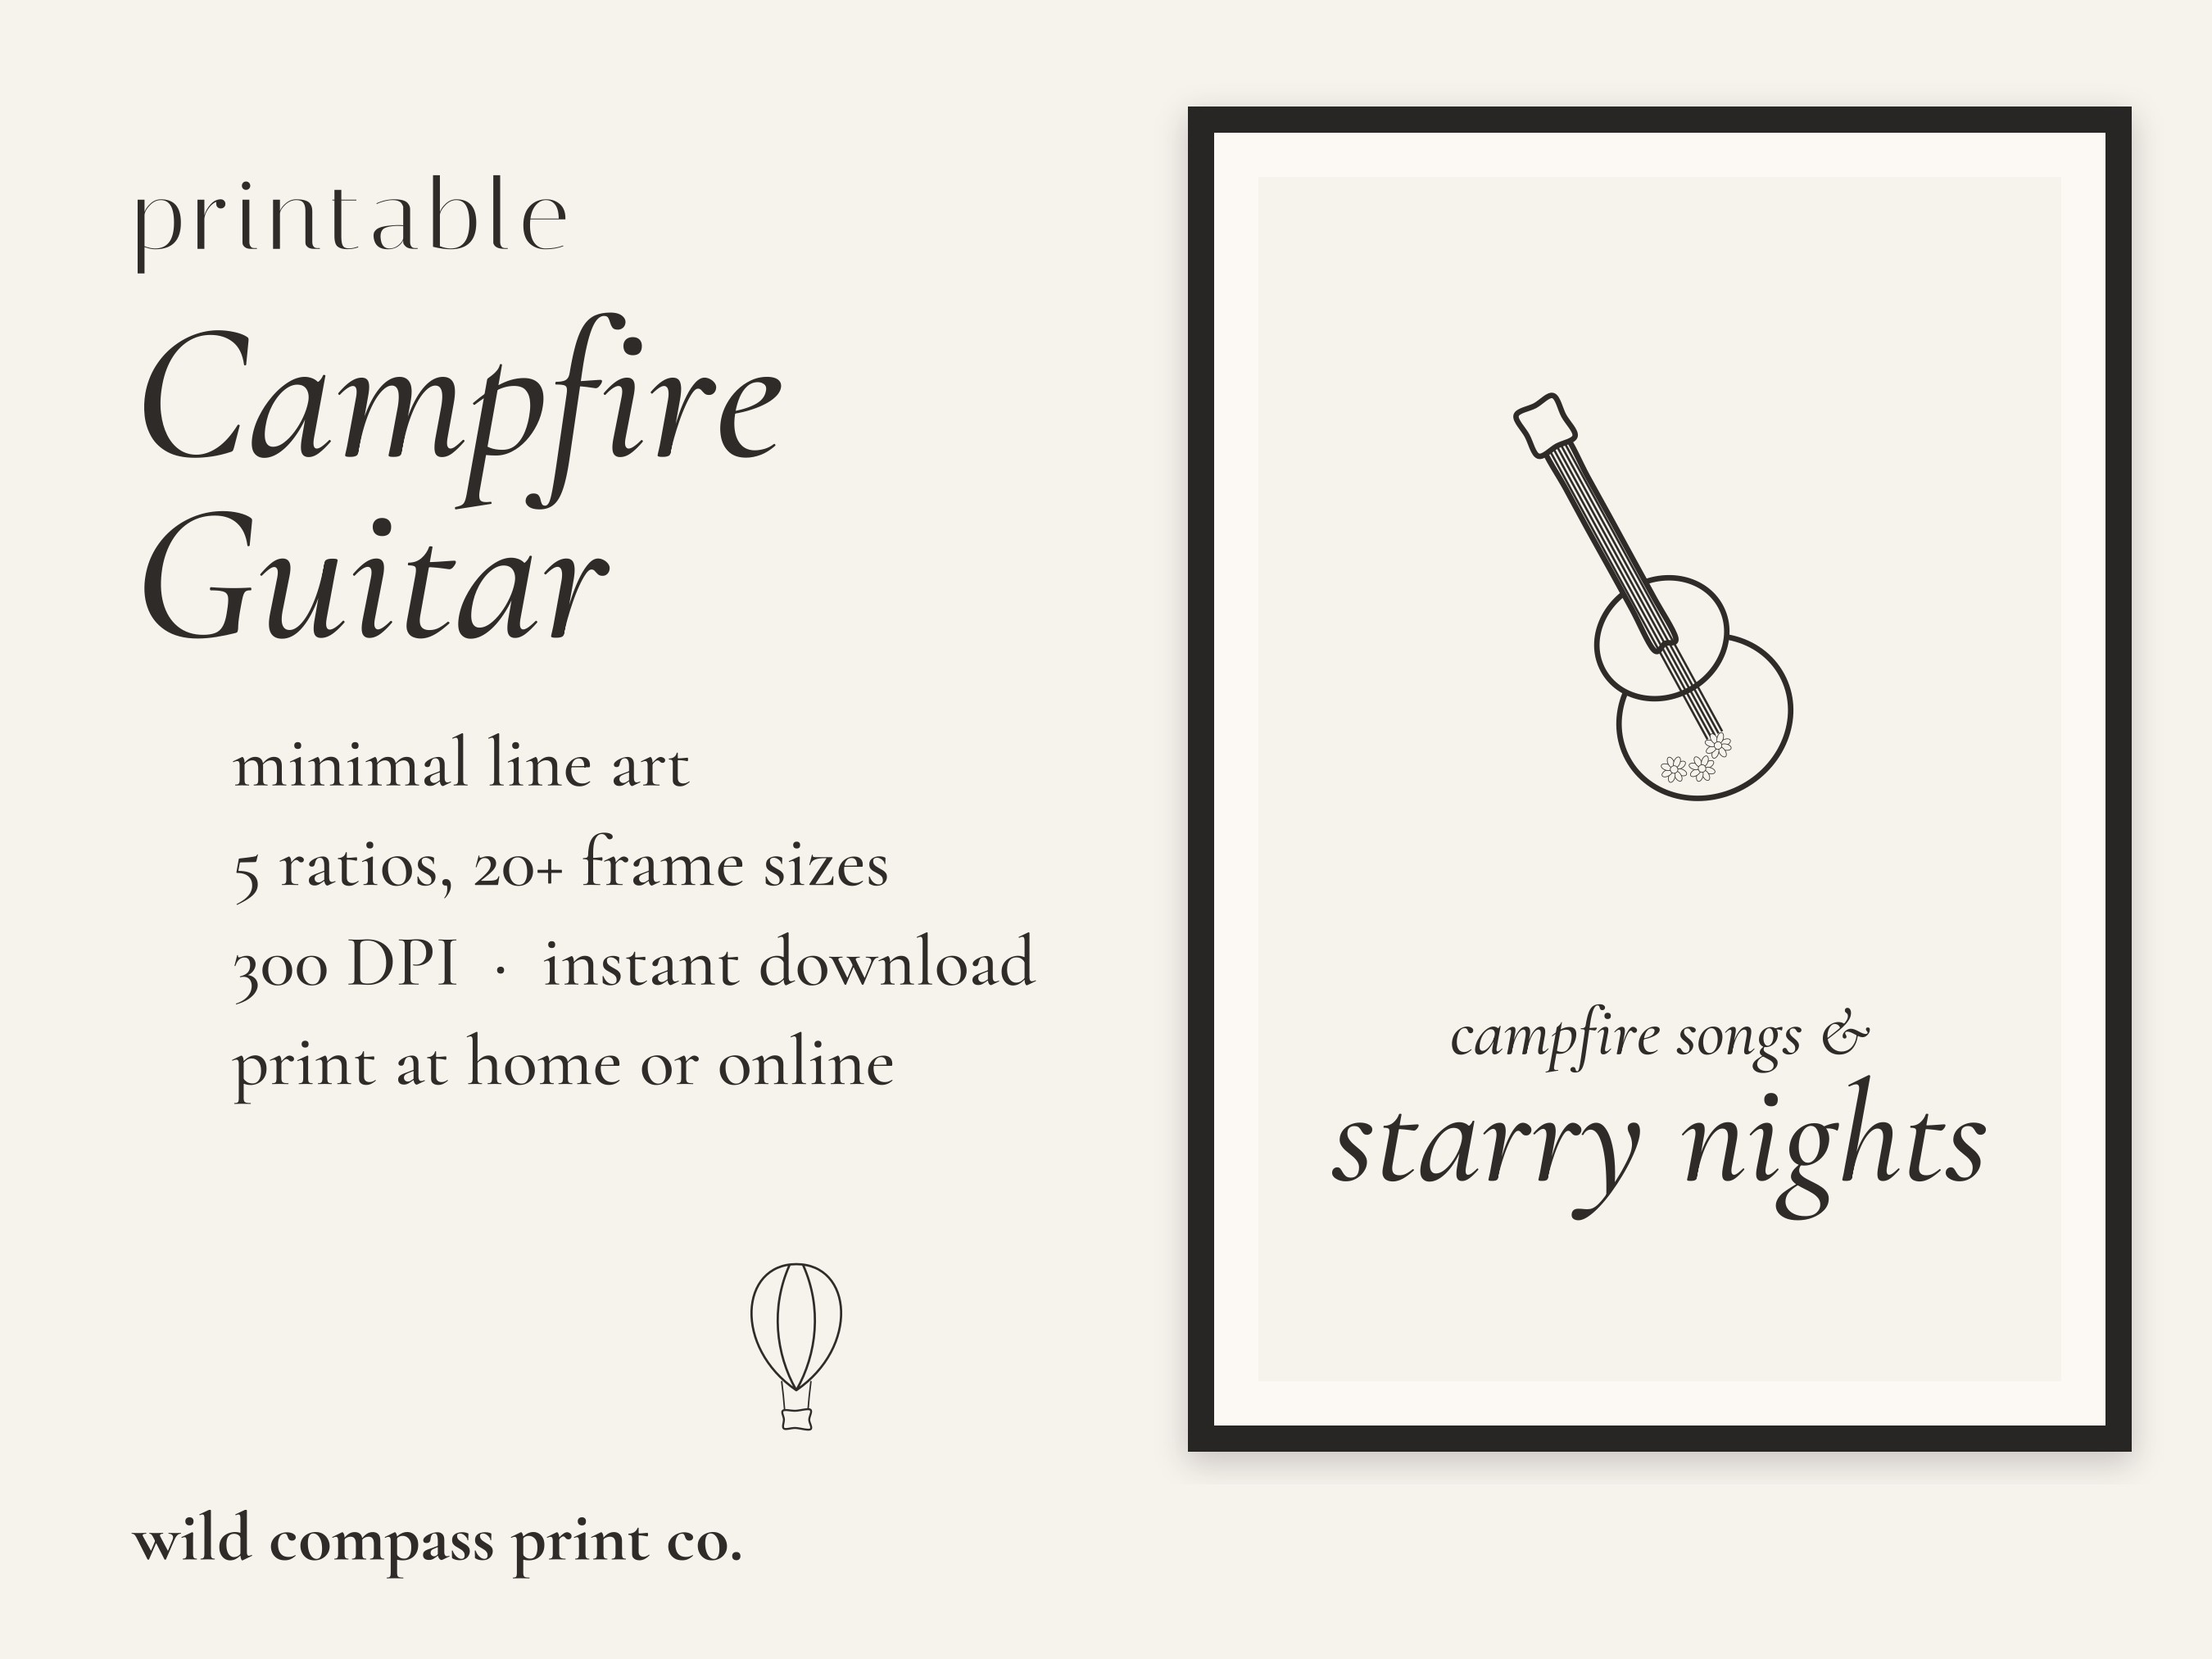 printable
Campfire
Guitar
minimal line art
5 ratios, 20+ frame sizes
300 DPI · instant download
print at home or online
wild compass print co.
campfire songs &
starry nights